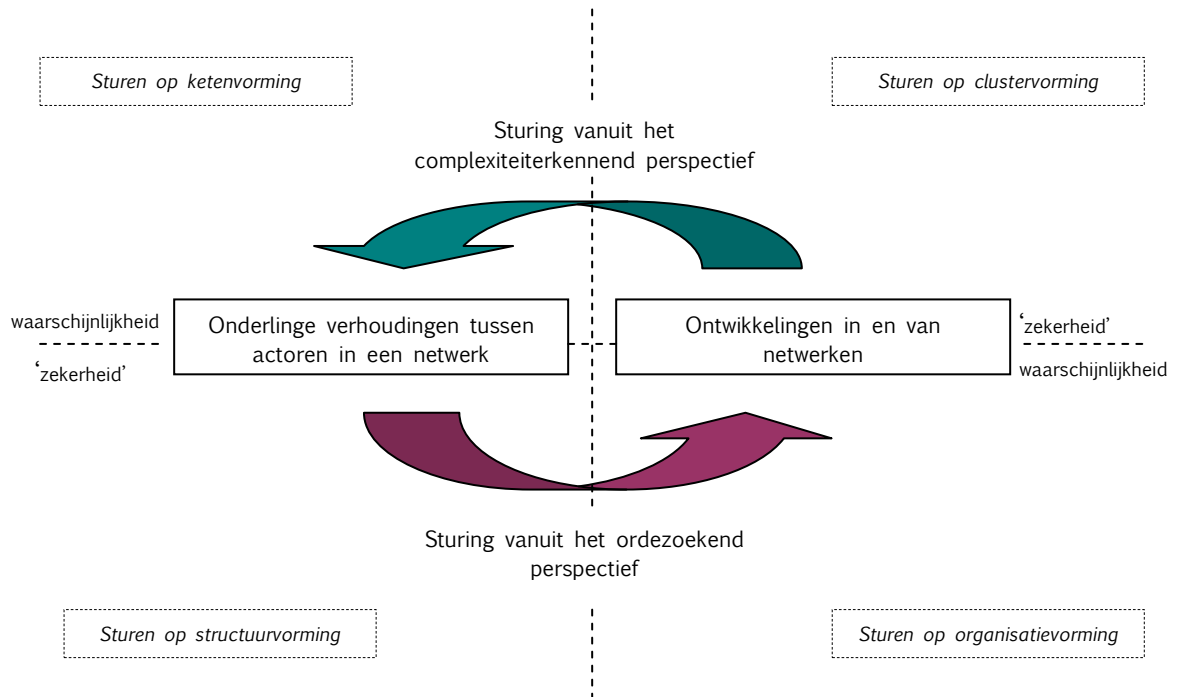 Sturen op ketenvorming
Sturen op clustervorming
Sturing vanuit het
complexiteiterkennend perspectief
waarschijnlijkheid
'zekerheid'
Onderlinge verhoudingen tussen
actoren in een netwerk
Ontwikkelingen in en van
netwerken
'zekerheid'
waarschijnlijkheid
Sturing vanuit het ordezoekend
perspectief
Sturen op structuurvorming
Sturen op organisatievorming